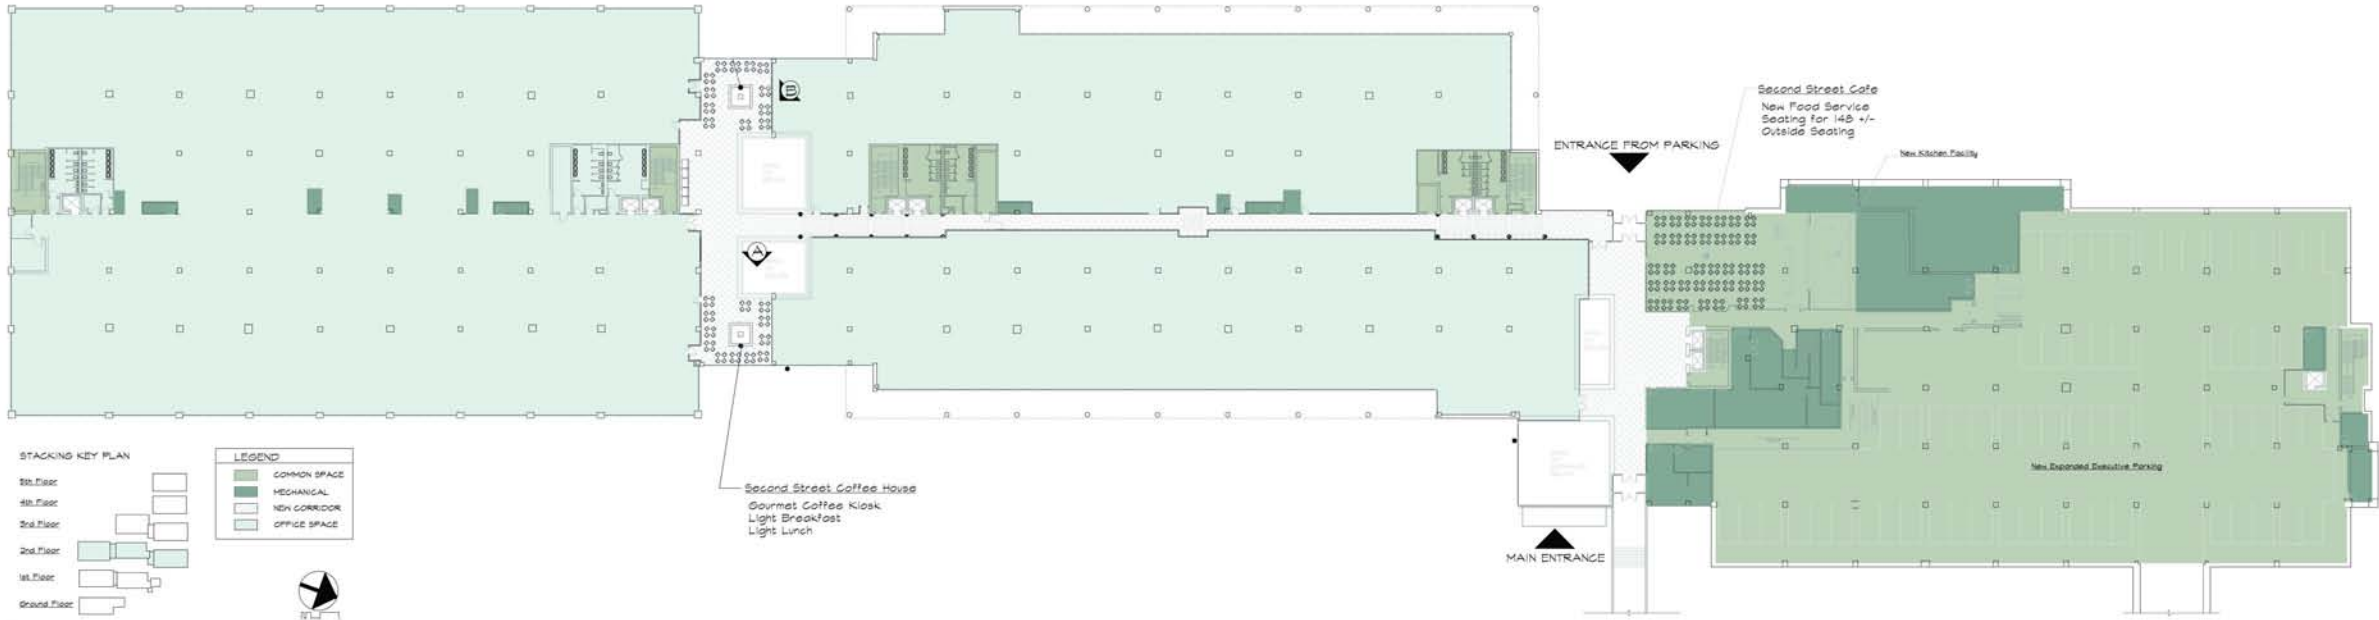 Second Street Cafe
New Food Service
Seating for 148 +/-
Outside Seating
ENTRANCE FROM PARKING
New Kitchen Facility
B
A
New Expanded Executive Parking
Second Street Coffee House
Gourmet Coffee Kiosk
Light Breakfast
Light Lunch
MAIN ENTRANCE
STACKING KEY PLAN
5th Floor
4th Floor
3rd Floor
2nd Floor
1st Floor
Ground Floor
LEGEND
COMMON SPACE
MECHANICAL
NEW CORRIDOR
OFFICE SPACE